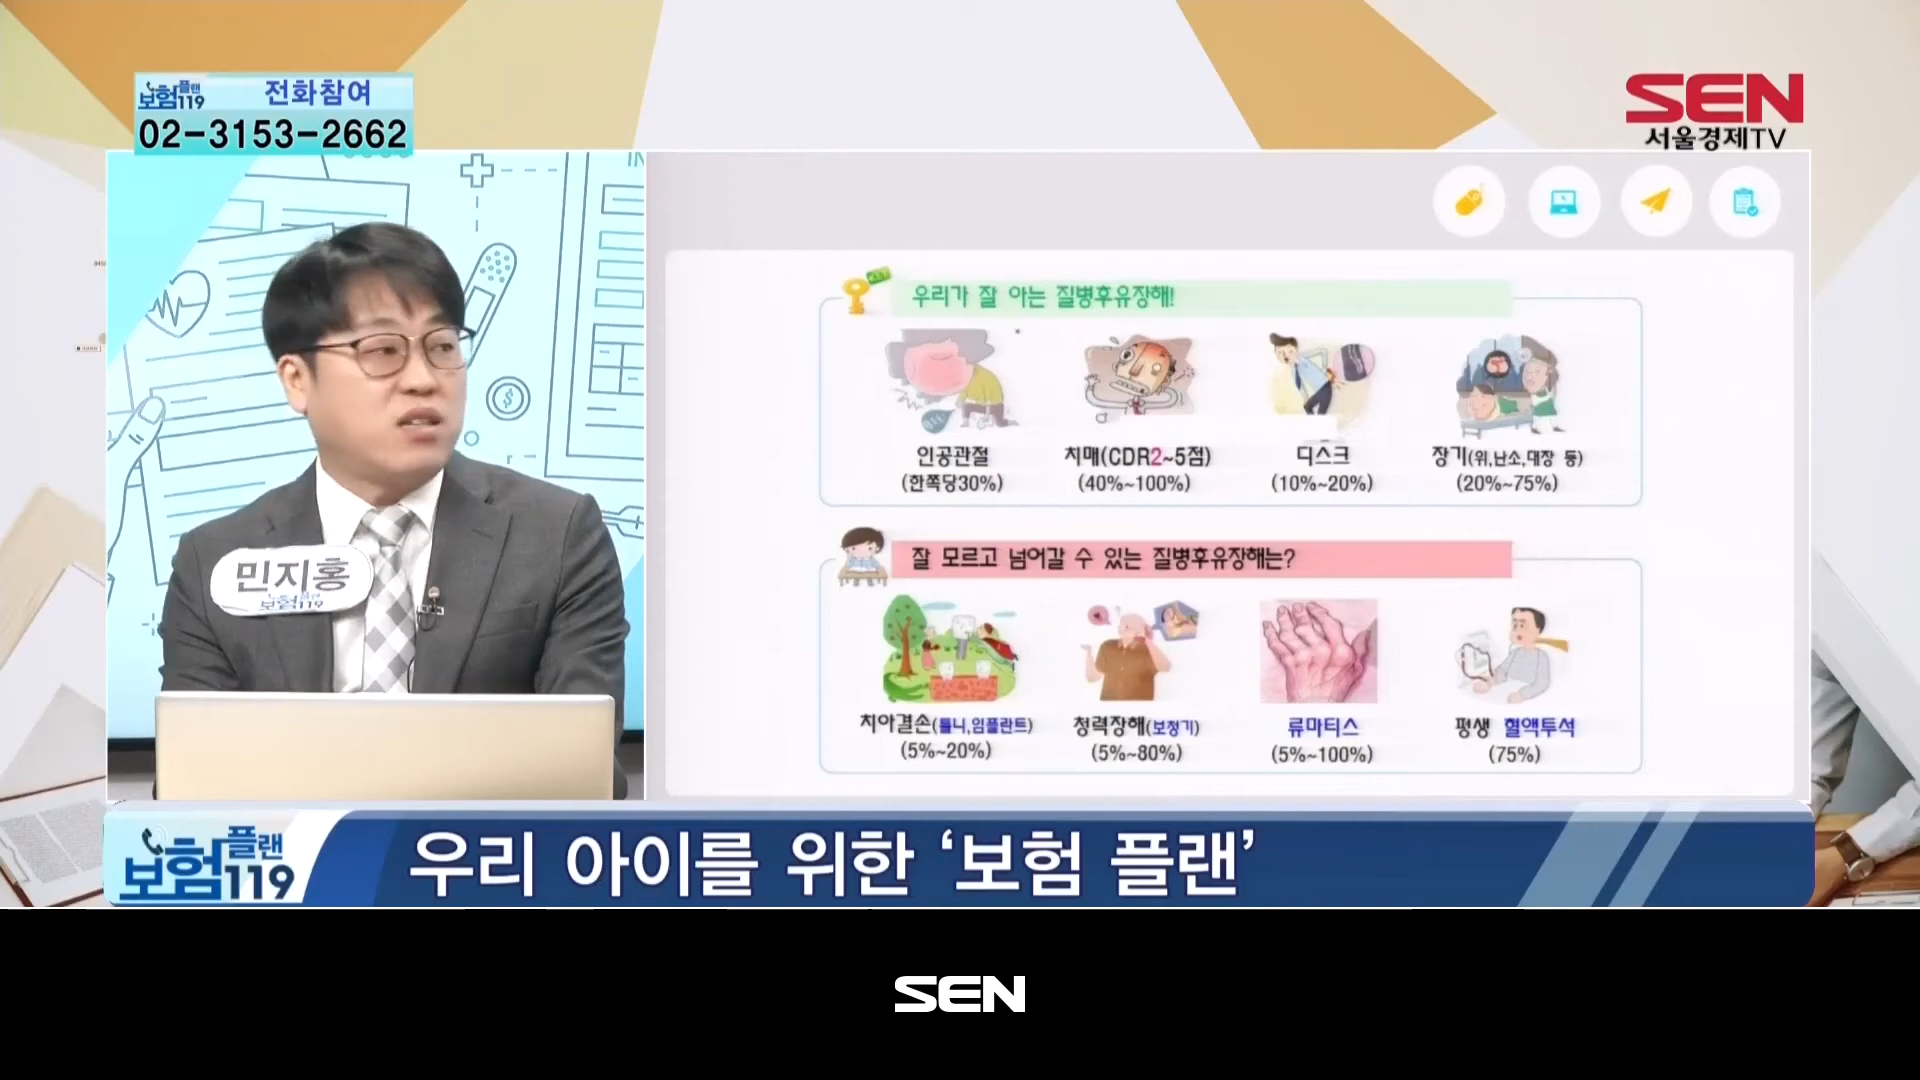 보험플랜119 전화참여
02-3153-2662
SEN
서울경제TV
우리가 잘 아는 질병후유장해!
인공관절
(한쪽당30%)
치매(CDR2~5점)
(40%~100%)
디스크
(10%~20%)
장기(위,난소,대장 등)
(20%~75%)
잘 모르고 넘어갈 수 있는 질병후유장해는?
치아결손(틀니,임플란트)
(5%~20%)
청력장해(보청기)
(5%~80%)
류마티스
(5%~100%)
평생 혈액투석
(75%)
민지홍
보험플랜119
보험플랜119
우리 아이를 위한 ‘보험 플랜’
SEN